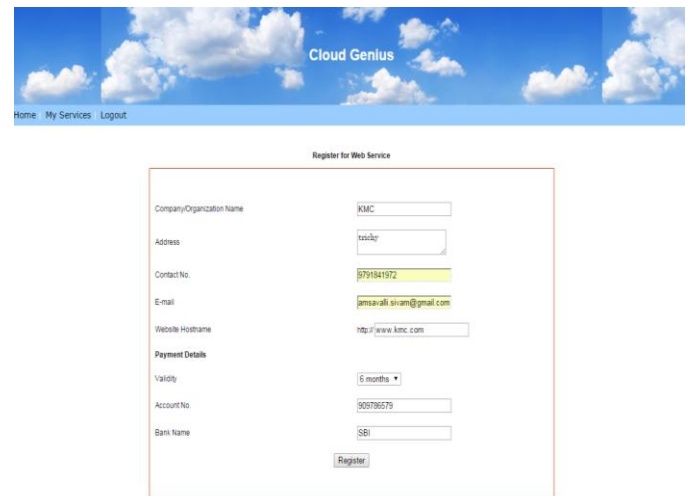 Cloud Genius
Home My Services Logout
Register for Web Service
Company/Organization Name KMC
Address trichy
Contact No. 9791841972
E-mail amsavalli.sivam@gmail.com
Website Hostname http:// www.kmc.com
Payment Details
Validity 6 months
Account No. 909786579
Bank Name SBI
Register